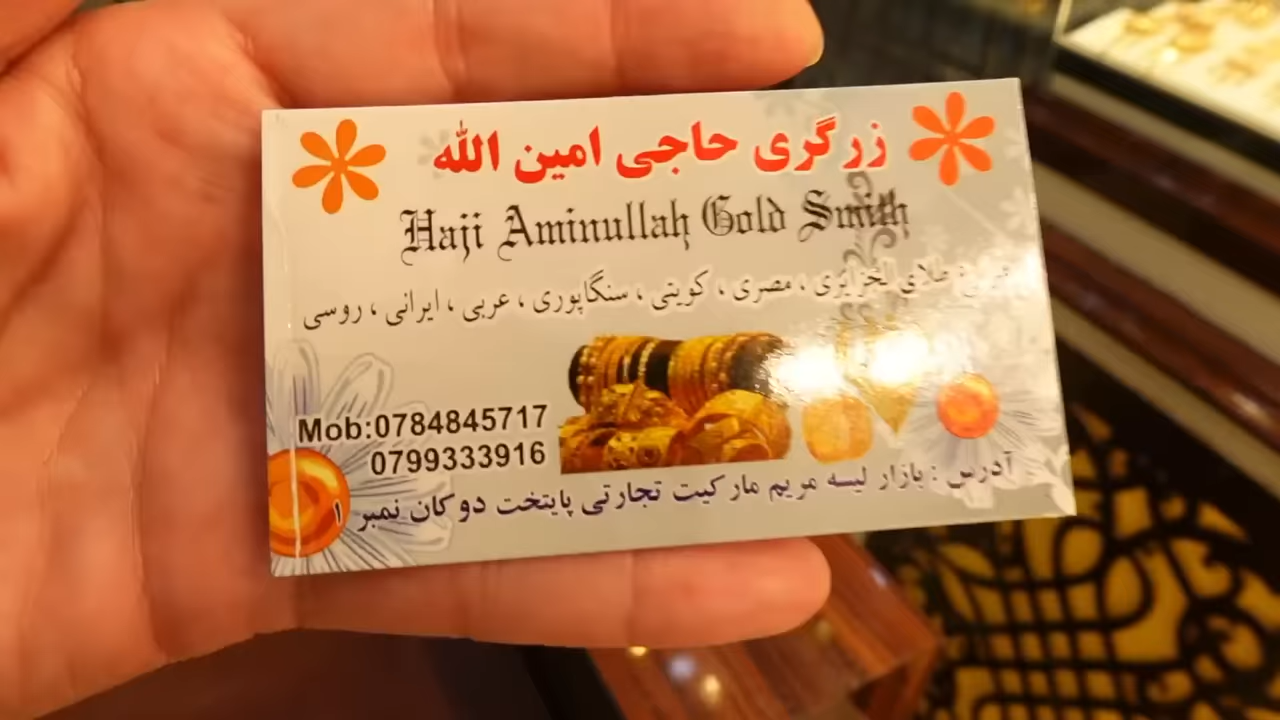 زرگری حاجی امین الله
Haji Aminullah Gold Smith
طلای الجزایری ، مصری ، کویتی ، سنگاپوری ، عربی ، ایرانی ، روسی
Mob:0784845717
0799333916
آدرس : بازار لیسه مریم مارکیت تجارتی پایتخت دوکان نمبر ۱